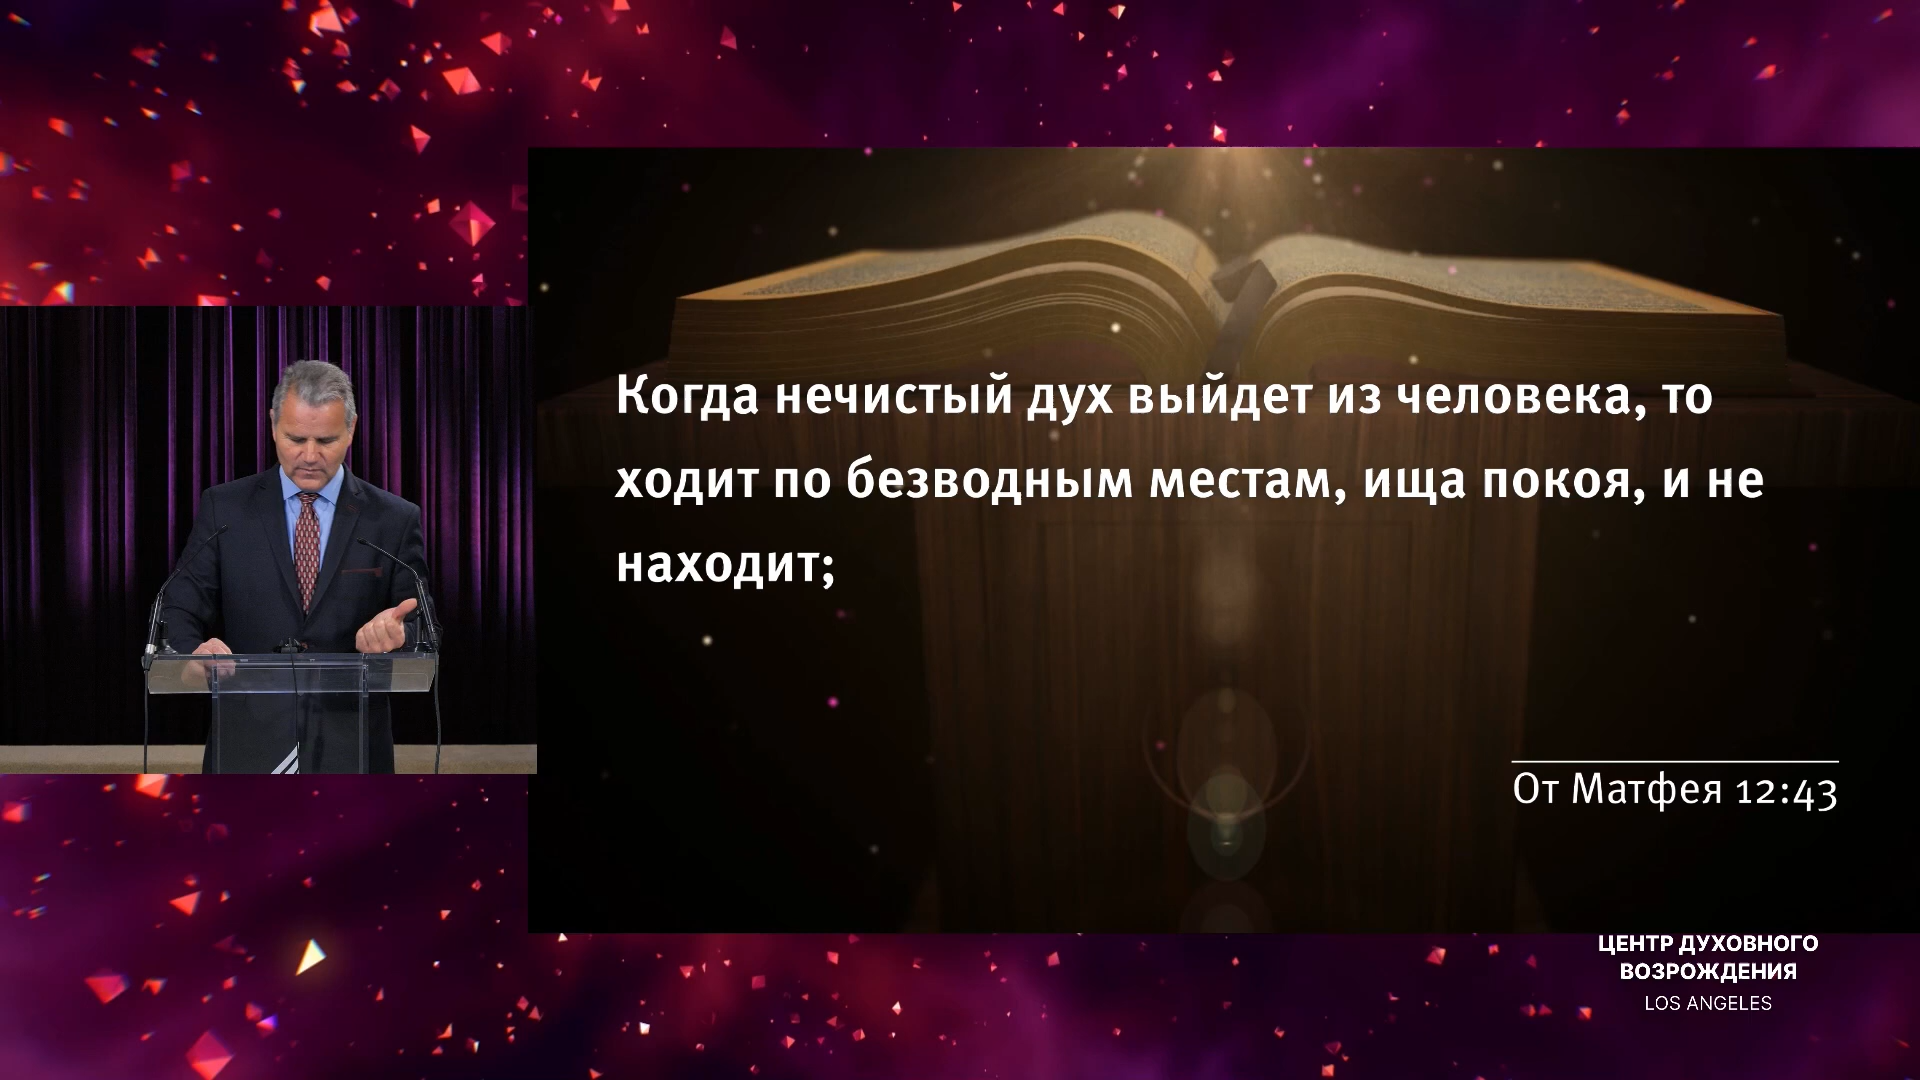 Когда нечистый дух выйдет из человека, то
ходит по безводным местам, ища покоя, и не
находит;
От Матфея 12:43
ЦЕНТР ДУХОВНОГО
ВОЗРОЖДЕНИЯ
LOS ANGELES